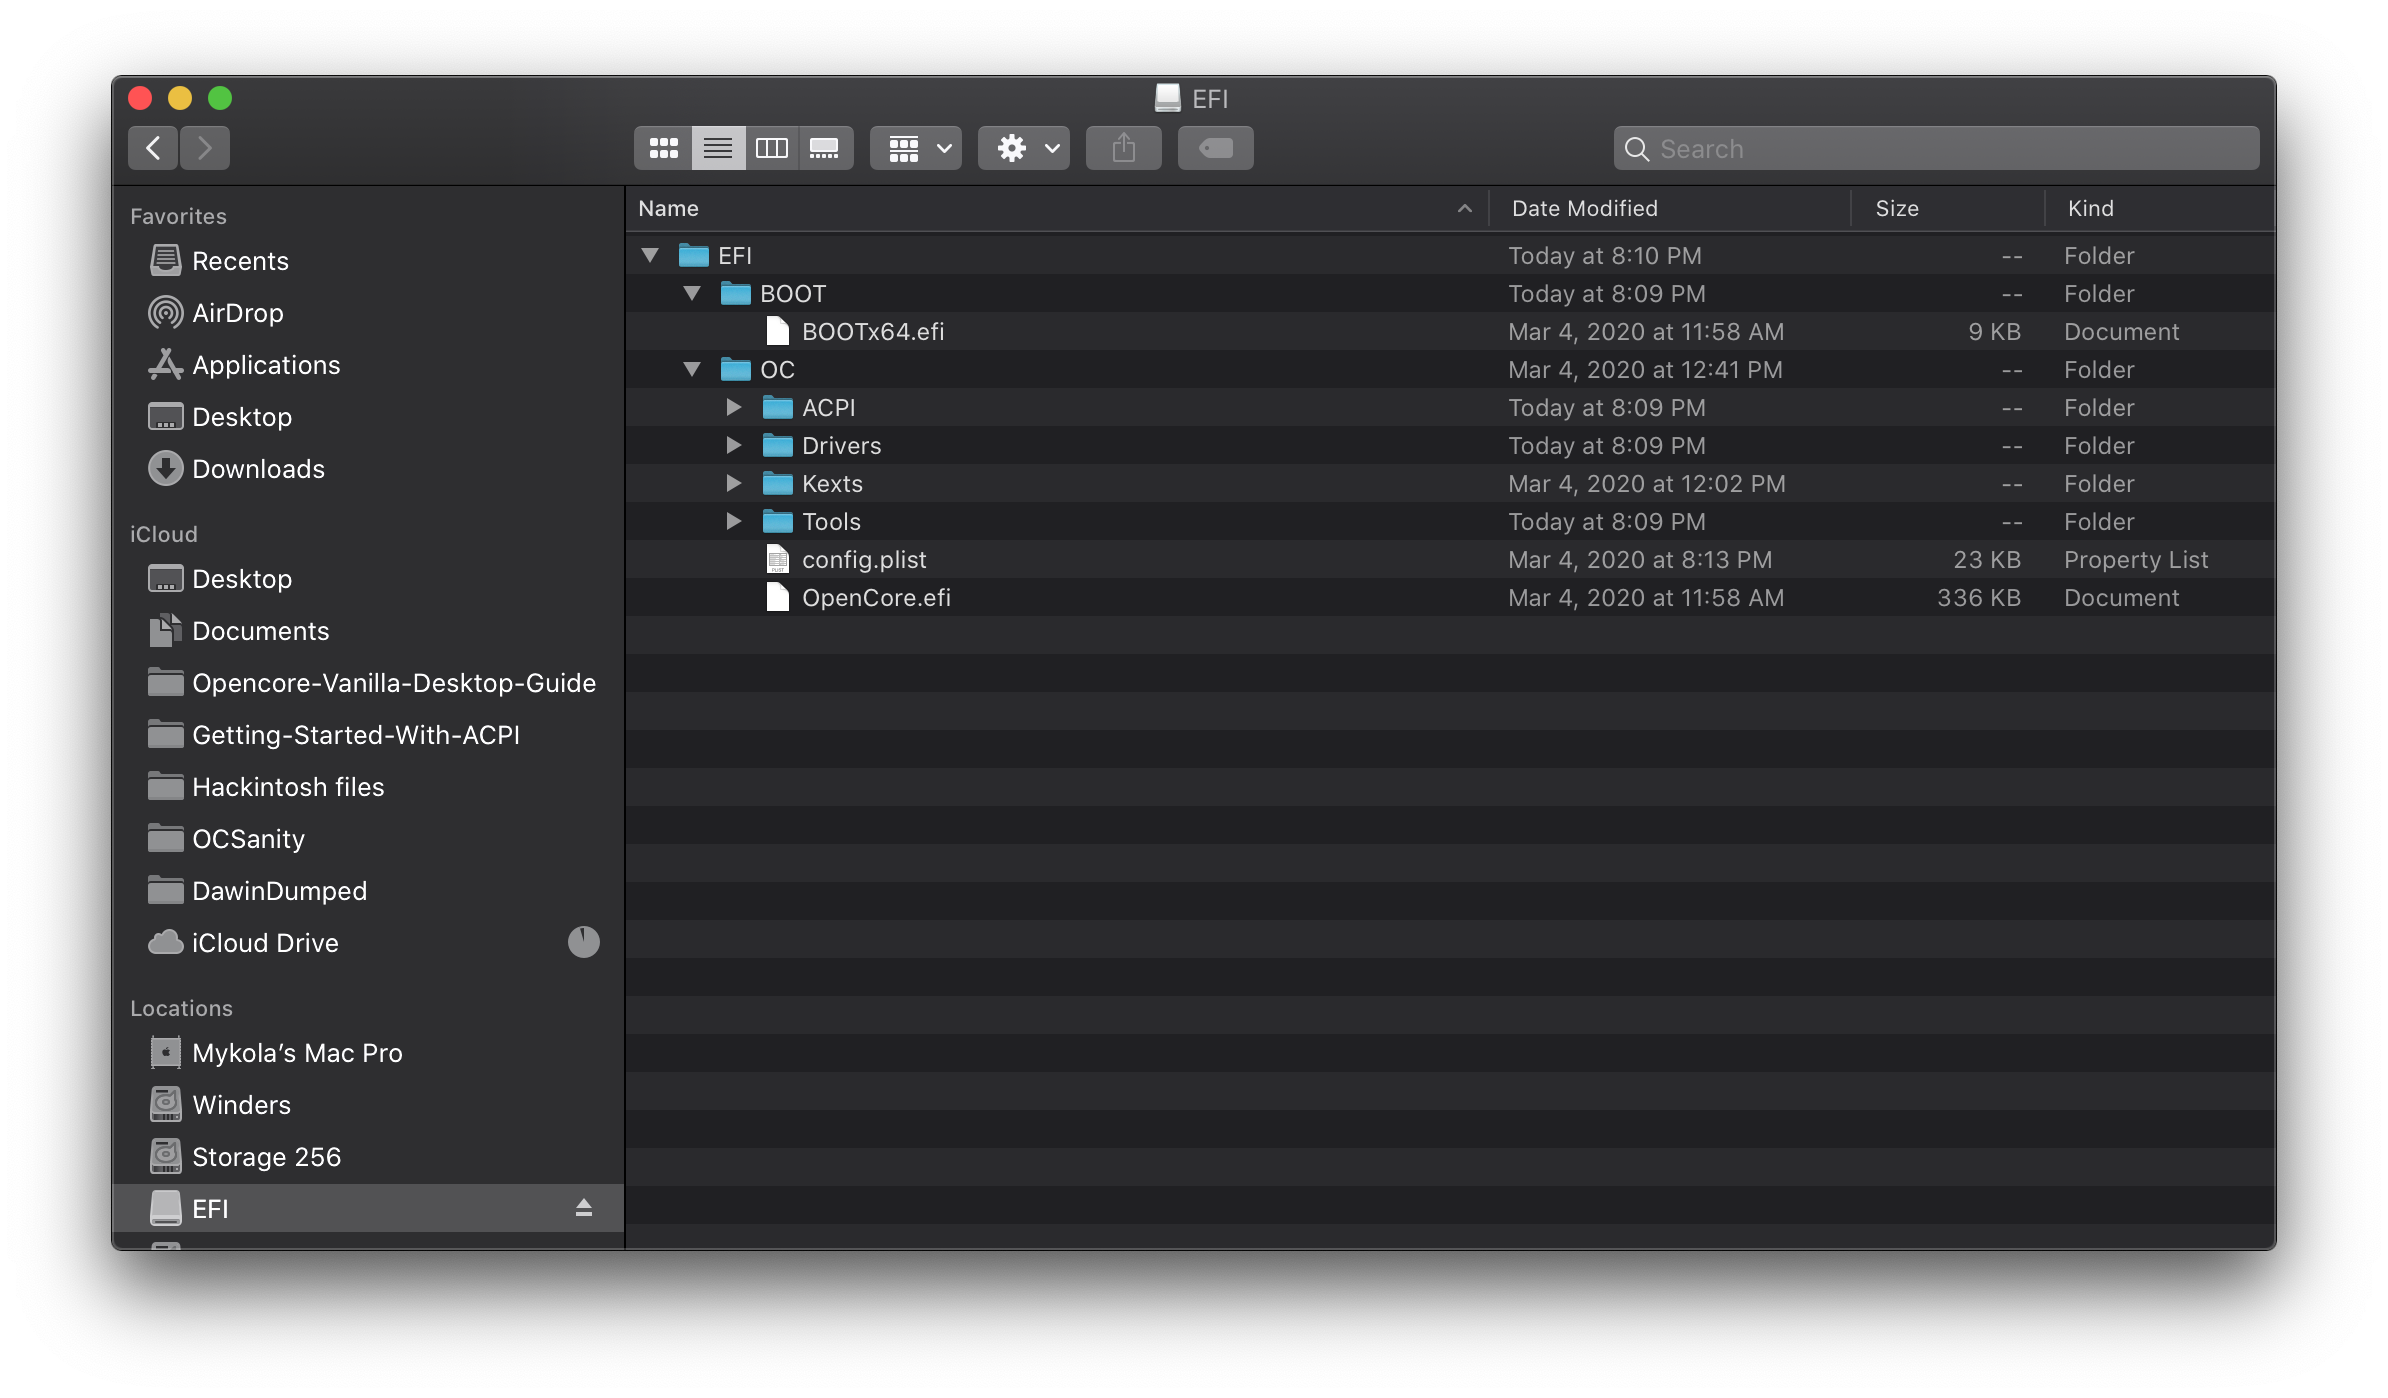 EFI
Search
Favorites
Recents
AirDrop
Applications
Desktop
Downloads
iCloud
Desktop
Documents
Opencore-Vanilla-Desktop-Guide
Getting-Started-With-ACPI
Hackintosh files
OCSanity
DawinDumped
iCloud Drive
Locations
Mykola’s Mac Pro
Winders
Storage 256
EFI
Name Date Modified Size Kind
EFI Today at 8:10 PM -- Folder
BOOT Today at 8:09 PM -- Folder
BOOTx64.efi Mar 4, 2020 at 11:58 AM 9 KB Document
OC Mar 4, 2020 at 12:41 PM -- Folder
ACPI Today at 8:09 PM -- Folder
Drivers Today at 8:09 PM -- Folder
Kexts Mar 4, 2020 at 12:02 PM -- Folder
Tools Today at 8:09 PM -- Folder
config.plist Mar 4, 2020 at 8:13 PM 23 KB Property List
OpenCore.efi Mar 4, 2020 at 11:58 AM 336 KB Document